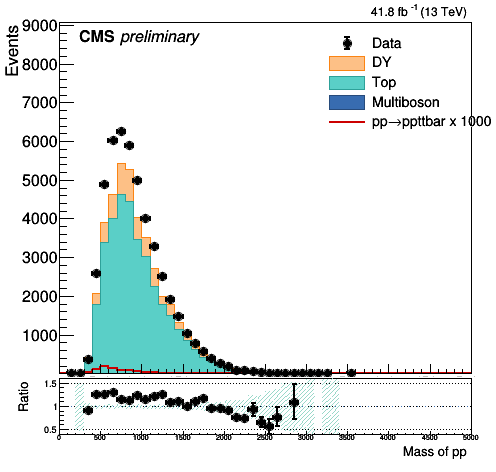 41.8 fb⁻¹ (13 TeV)
Events
9000
8000
7000
6000
5000
4000
3000
2000
1000
CMS preliminary
Data
DY
Top
Multiboson
pp→ppttbar x 1000
Ratio
1.5
1
0.5
0 500 1000 1500 2000 2500 3000 3500 4000 4500 5000
Mass of pp